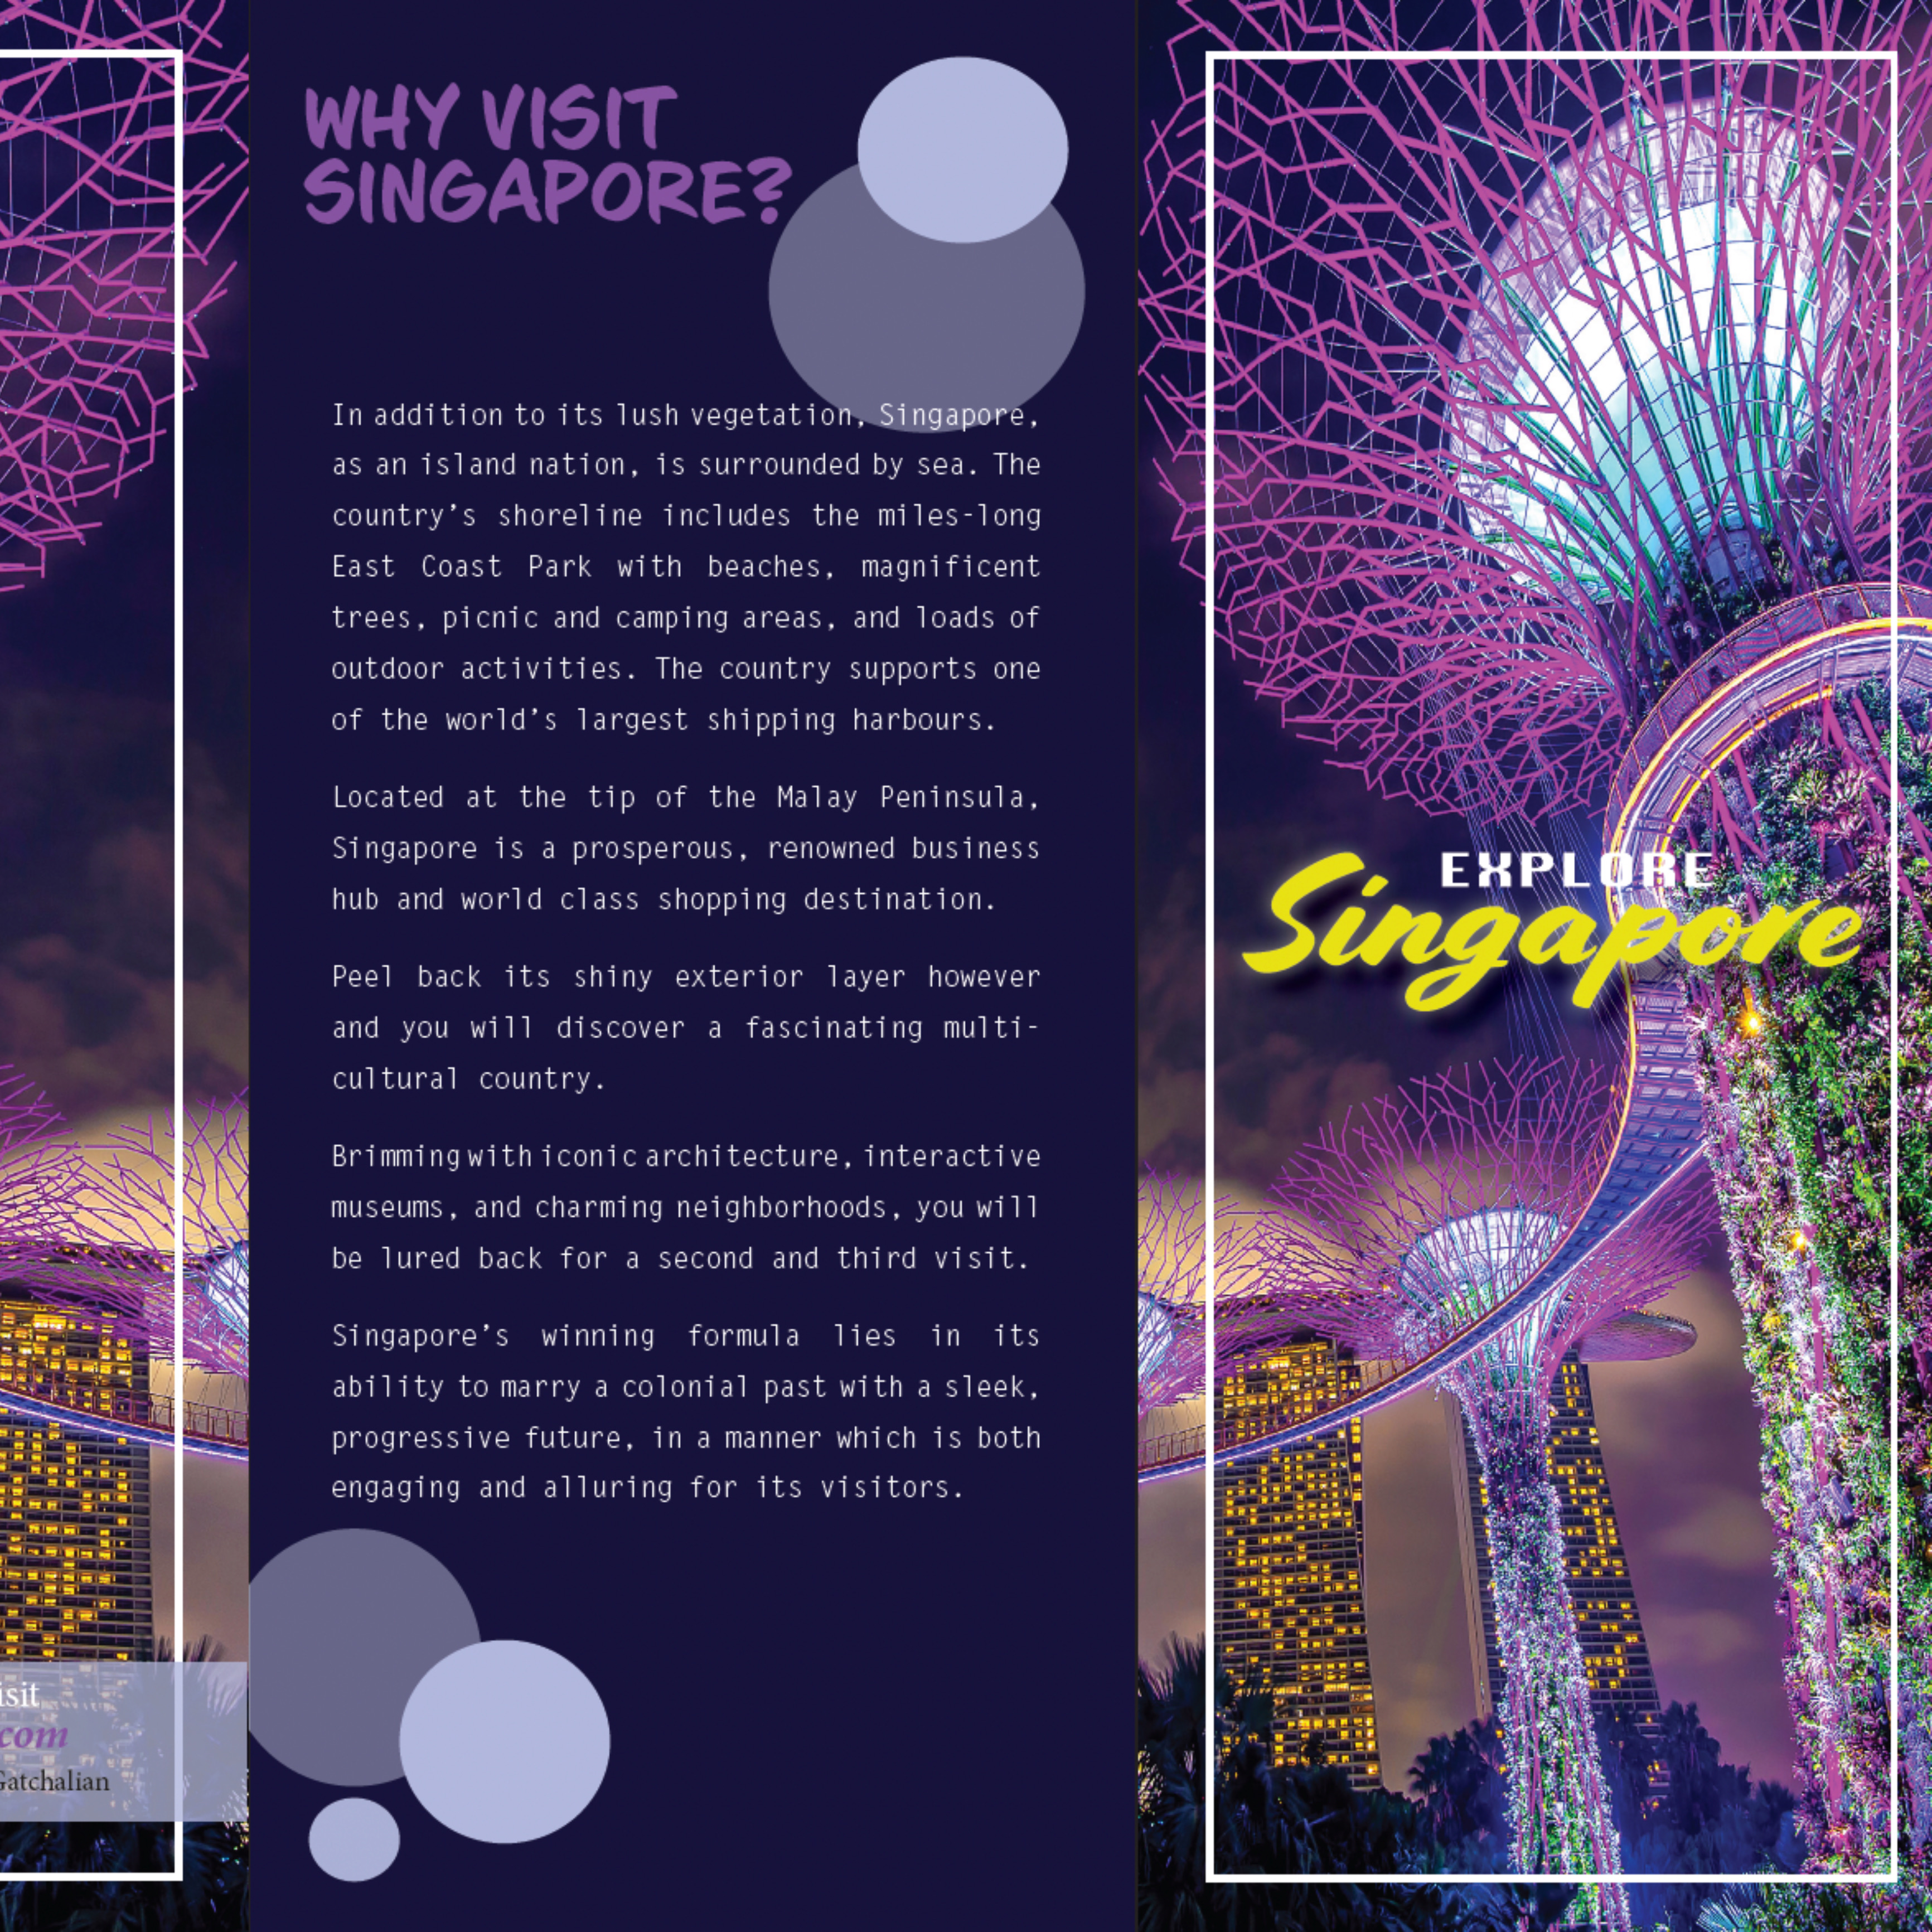 WHY VISIT
SINGAPORE?
In addition to its lush vegetation, Singapore,
as an island nation, is surrounded by sea. The
country’s shoreline includes the miles-long
East Coast Park with beaches, magnificent
trees, picnic and camping areas, and loads of
outdoor activities. The country supports one
of the world’s largest shipping harbours.
Located at the tip of the Malay Peninsula,
Singapore is a prosperous, renowned business
hub and world class shopping destination.
Peel back its shiny exterior layer however
and you will discover a fascinating multi-
cultural country.
Brimming with iconic architecture, interactive
museums, and charming neighborhoods, you will
be lured back for a second and third visit.
Singapore’s winning formula lies in its
ability to marry a colonial past with a sleek,
progressive future, in a manner which is both
engaging and alluring for its visitors.
EXPLORE
Singapore
isit
.com
Gatchalian